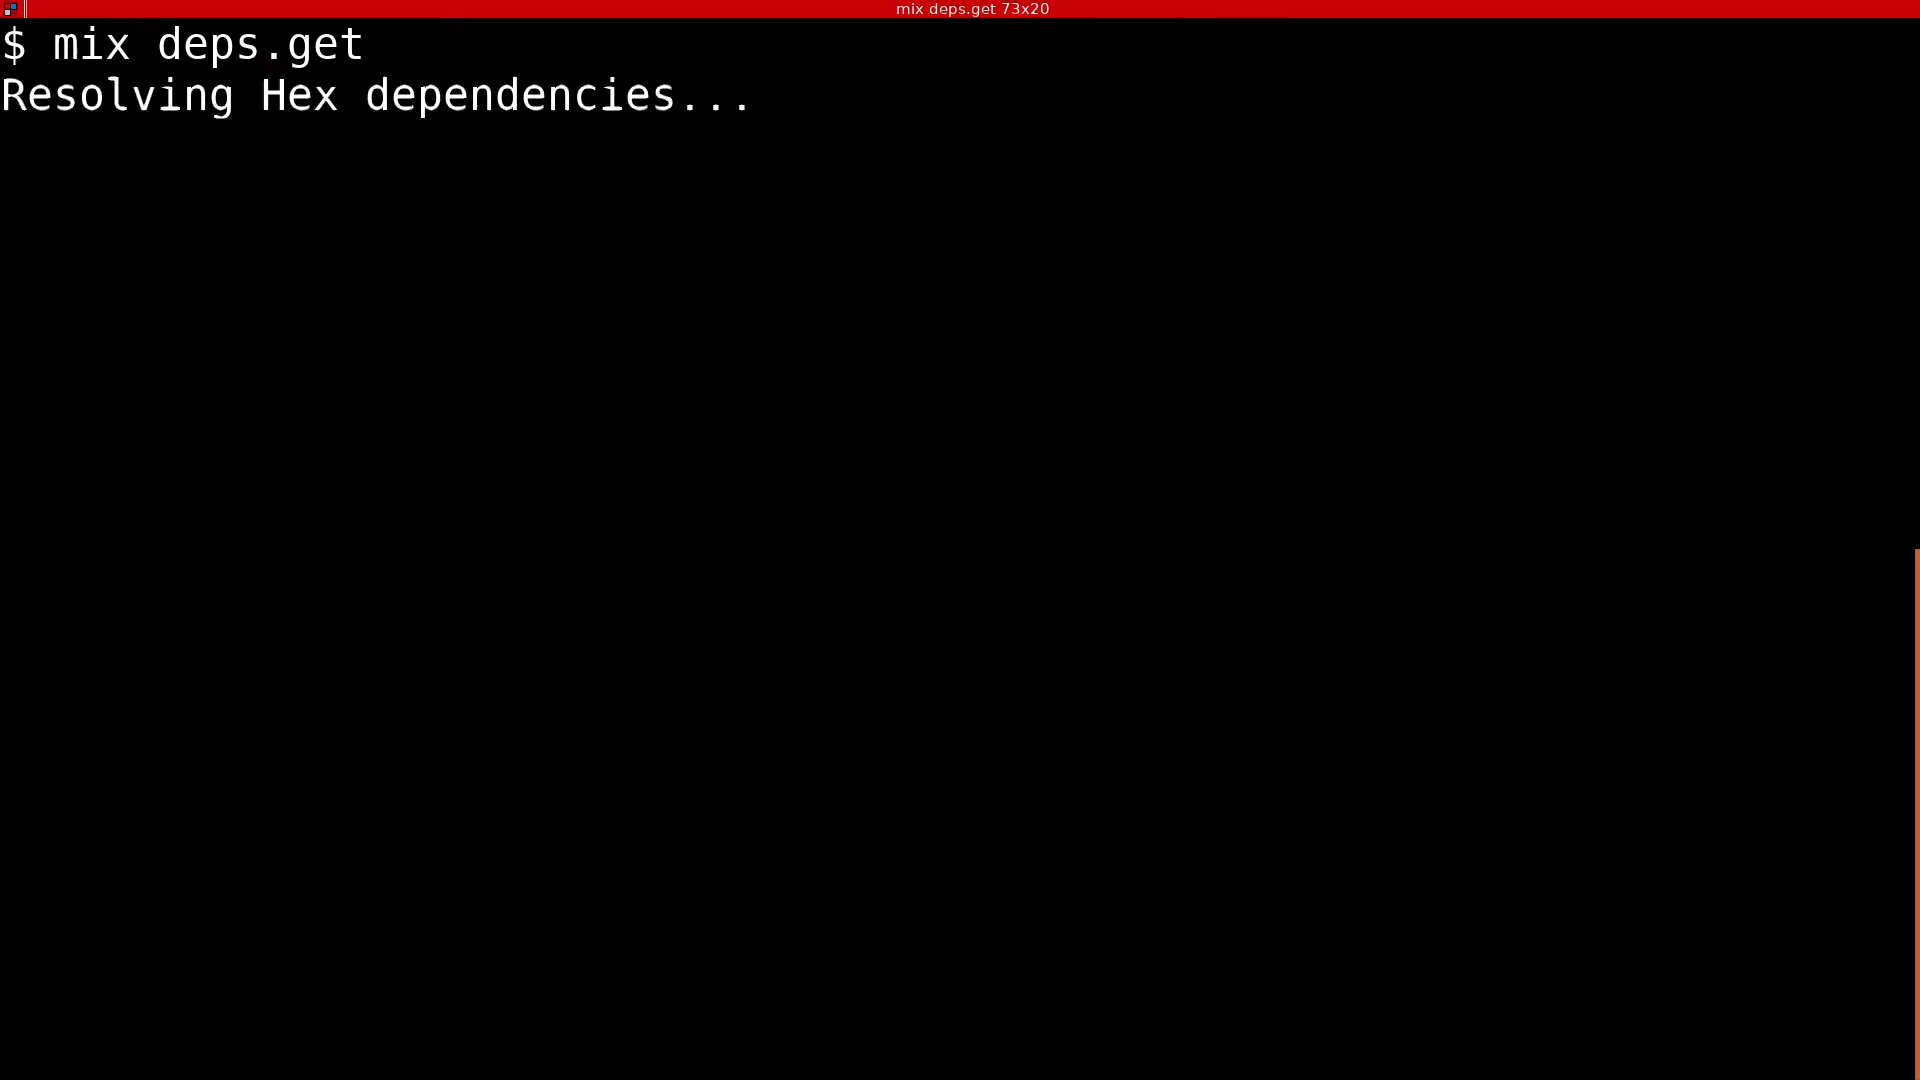 mix deps.get 73x20
$ mix deps.get
Resolving Hex dependencies...